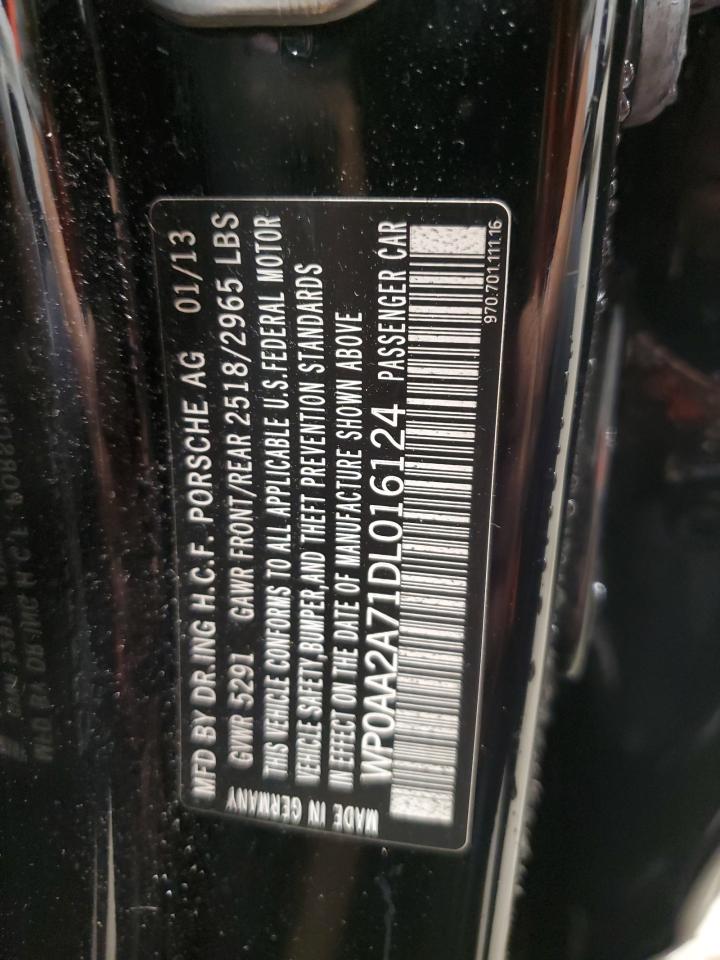 MFD BY DR.ING H.C.F. PORSCHE AG 01/13
GWR 5291 GAWR FRONT/REAR 2518/2965 LBS
THIS VEHICLE CONFORMS TO ALL APPLICABLE U.S.FEDERAL MOTOR
VEHICLE SAFETY,BUMPER,AND THEFT PREVENTION STANDARDS
IN EFFECT ON THE DATE OF MANUFACTURE SHOWN ABOVE
WP0AA2A71DL016124 PASSENGER CAR
970.701.111.16
MADE IN GERMANY